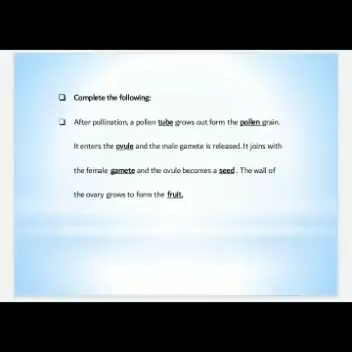 Complete the following:
After pollination, a pollen tube grows out form the pollen grain.
It enters the ovule and the male gamete is released. It joins with
the female gamete and the ovule becomes a seed. The wall of
the ovary grows to form the fruit.